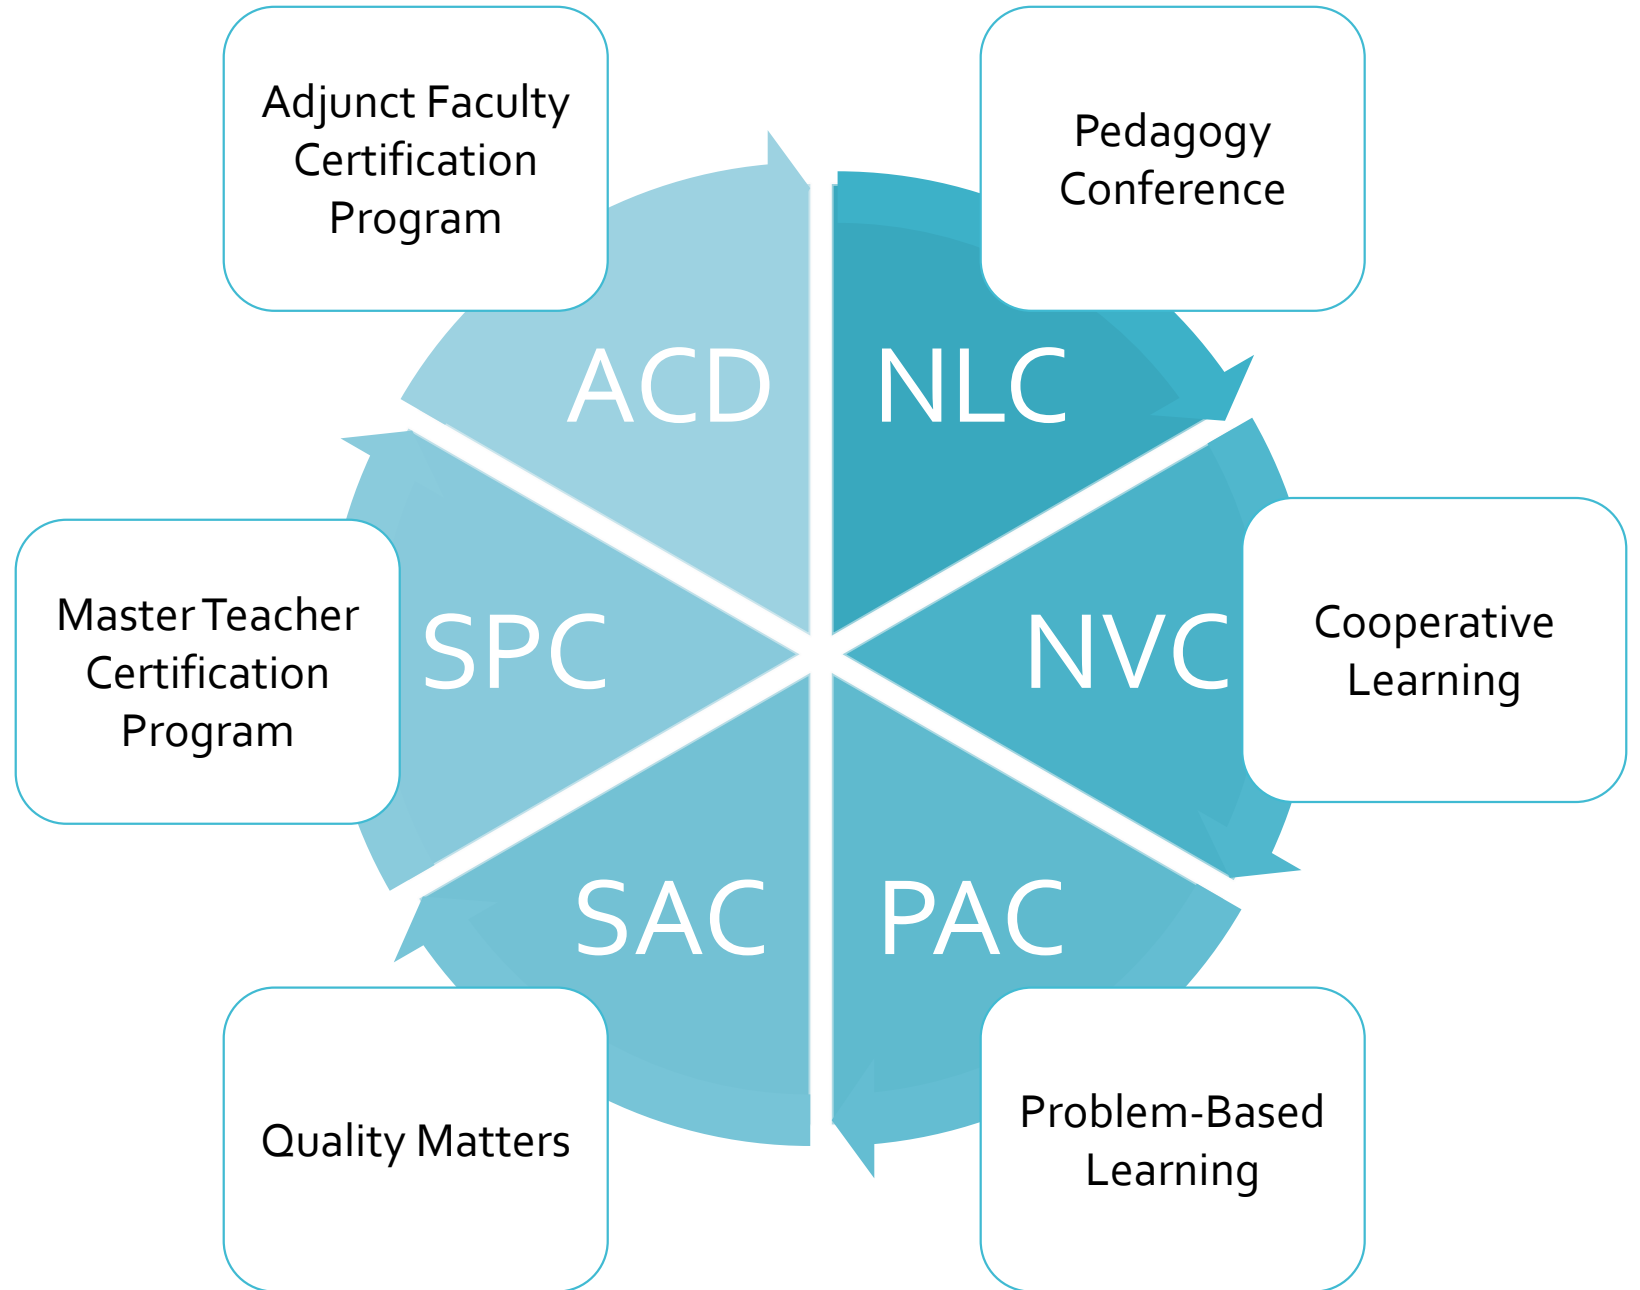 Adjunct Faculty
Certification
Program
Pedagogy
Conference
ACD
NLC
Master Teacher
Certification
Program
SPC
NVC
Cooperative
Learning
SAC
PAC
Quality Matters
Problem-Based
Learning